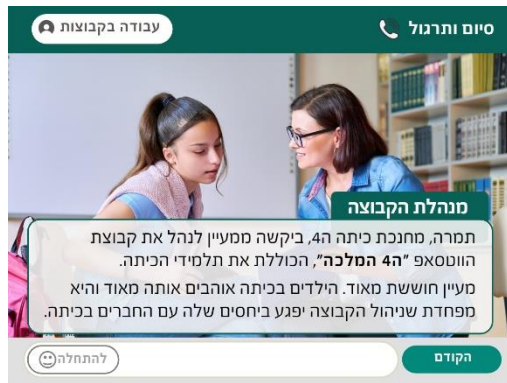 סיום ותרגול
עבודה בקבוצות
מנהלת הקבוצה
תמרה, מחנכת כיתה ה4, ביקשה ממעיין לנהל את קבוצת
הווטסאפ "ה4 המלכה", הכוללת את תלמידי הכיתה.
מעיין חוששת מאוד. הילדים בכיתה אוהבים אותה מאוד והיא
מפחדת שניהול הקבוצה יפגע ביחסים שלה עם החברים בכיתה.
הקודם
להתחלה